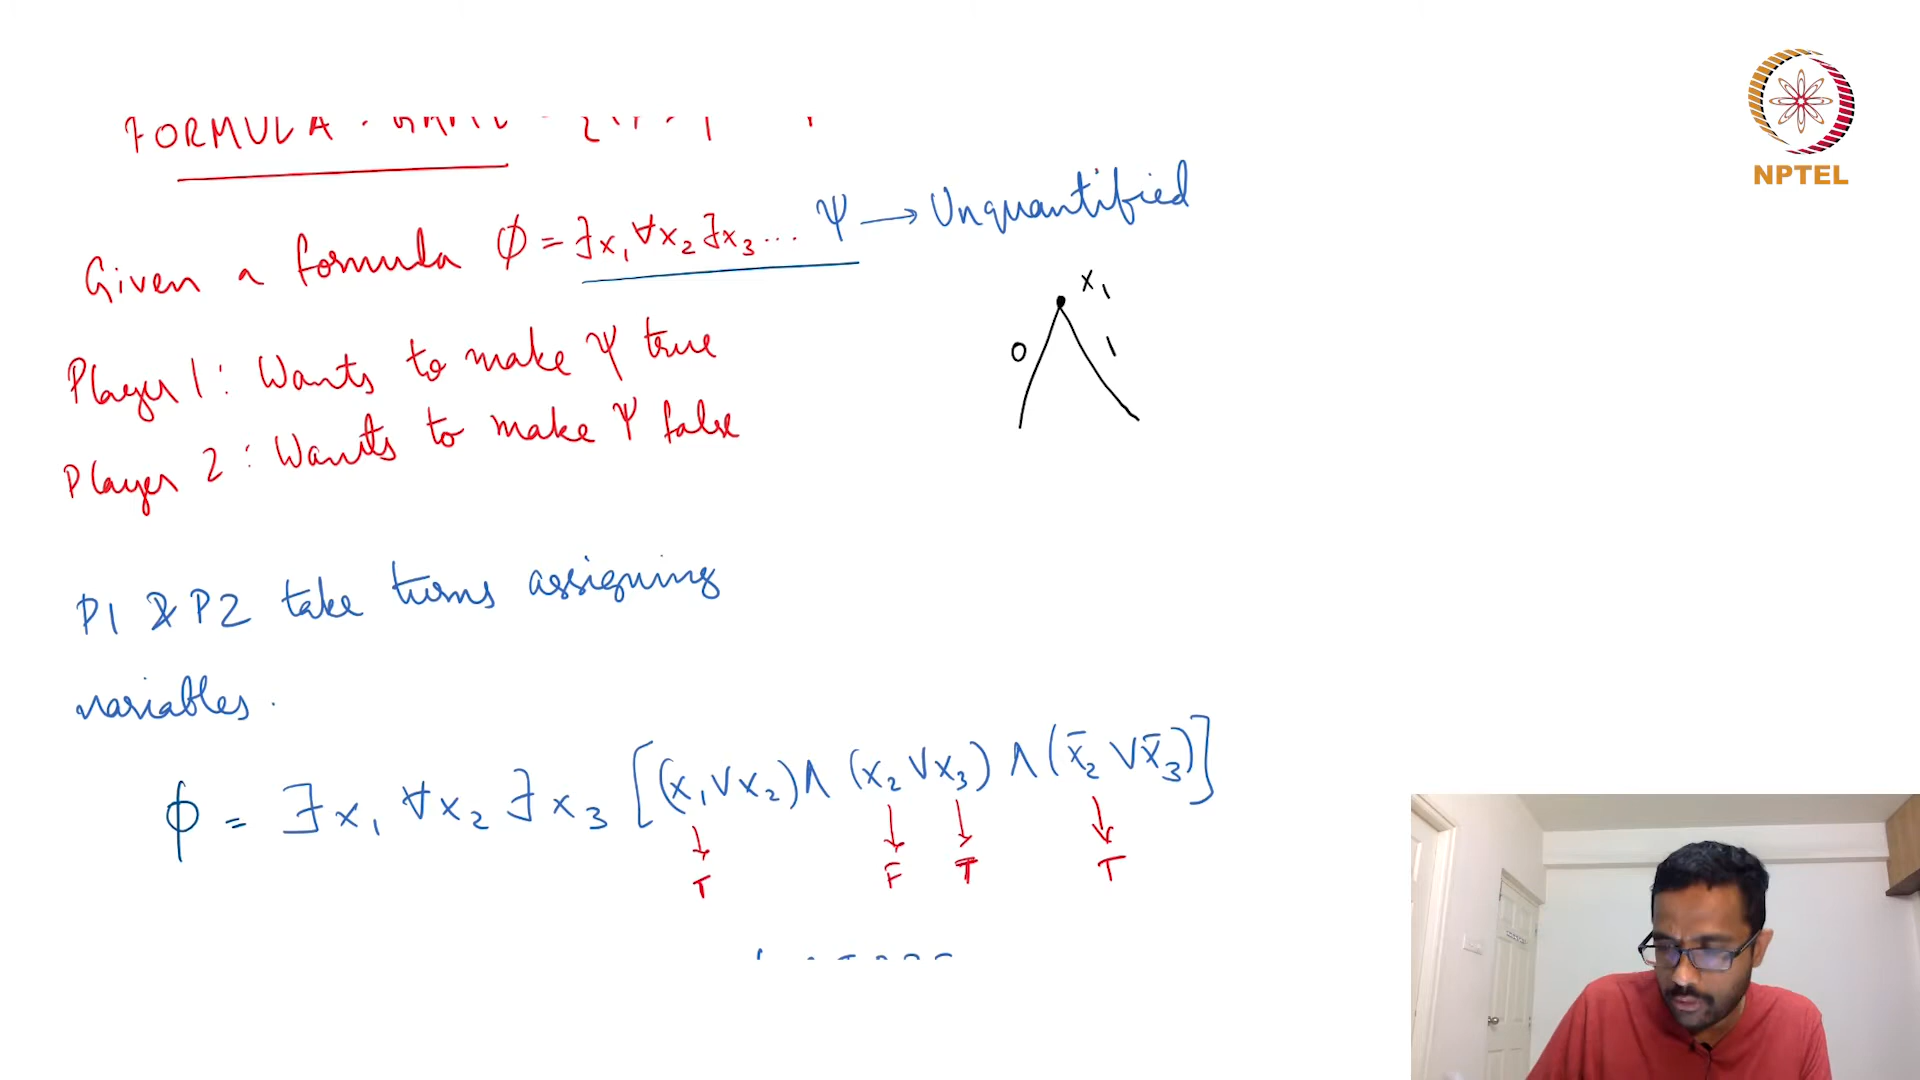 FORMULA
NPTEL
Given a formula ϕ = ∃x₁ ∀x₂ ∃x₃ ... Ψ → Unquantified
x₁
0 1
Player 1: Wants to make Ψ true
Player 2: Wants to make Ψ false
P1 & P2 take turns assigning
variables.
ϕ = ∃x₁ ∀x₂ ∃x₃ [(x₁ ∨ x₂) ∧ (x₂ ∨ x₃) ∧ (x̄₂ ∨ x̄₃)]
↓ ↓ ↓ ↓
T F T T